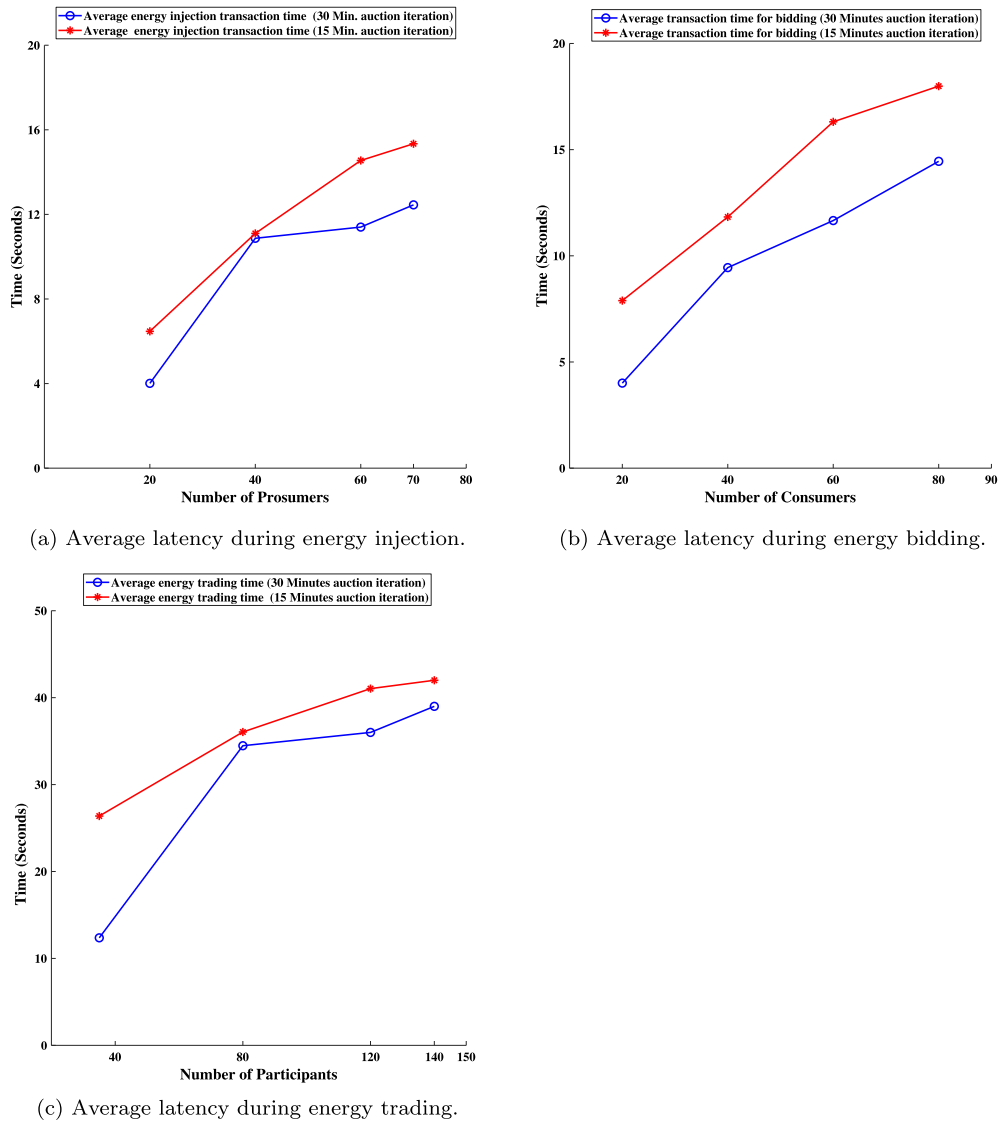 Average energy injection transaction time (30 Min. auction iteration)
Average energy injection transaction time (15 Min. auction iteration)
20
16
12
8
4
0
Time (Seconds)
20 40 60 70 80
Number of Prosumers
(a) Average latency during energy injection.
Average transaction time for bidding (30 Minutes auction iteration)
Average transaction time for bidding (15 Minutes auction iteration)
20
15
10
5
0
Time (Seconds)
20 40 60 80 90
Number of Consumers
(b) Average latency during energy bidding.
Average energy trading time (30 Minutes auction iteration)
Average energy trading time (15 Minutes auction iteration)
50
40
30
20
10
0
Time (Seconds)
40 80 120 140 150
Number of Participants
(c) Average latency during energy trading.